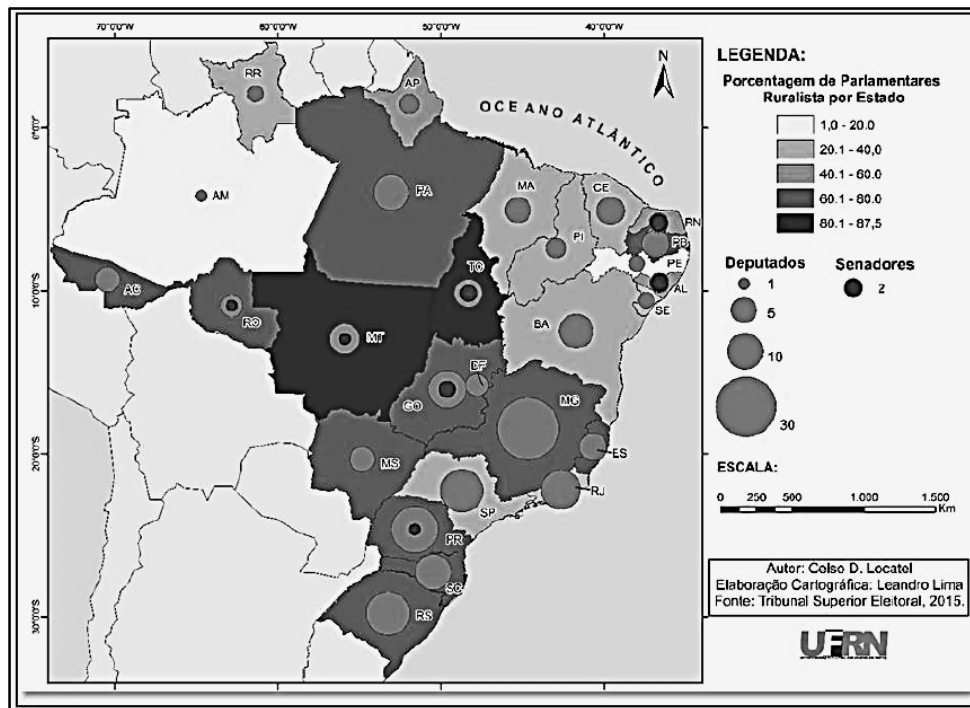 70°0'0"O
60°0'0"O
50°0'0"O
40°0'0"O
N
RR
AP
OCEANO ATLÂNTICO
0°0'0"
AM
PA
MA
CE
RN
PI
PB
PE
TO
AL
10°0'0"S
AC
SE
RO
BA
MT
DF
GO
MG
ES
20°0'0"S
MS
RJ
SP
PR
SC
30°0'0"S
RS
LEGENDA:
Porcentagem de Parlamentares
Ruralista por Estado
1,0 - 20.0
20.1 - 40,0
40.1 - 60.0
60.1 - 80.0
80.1 - 87,5
Deputados
Senadores
1
2
5
10
30
ESCALA:
0 250 500 1.000 1.500
Km
Autor: Celso D. Locatel
Elaboração Cartográfica: Leandro Lima
Fonte: Tribunal Superior Eleitoral, 2015.
UFRN